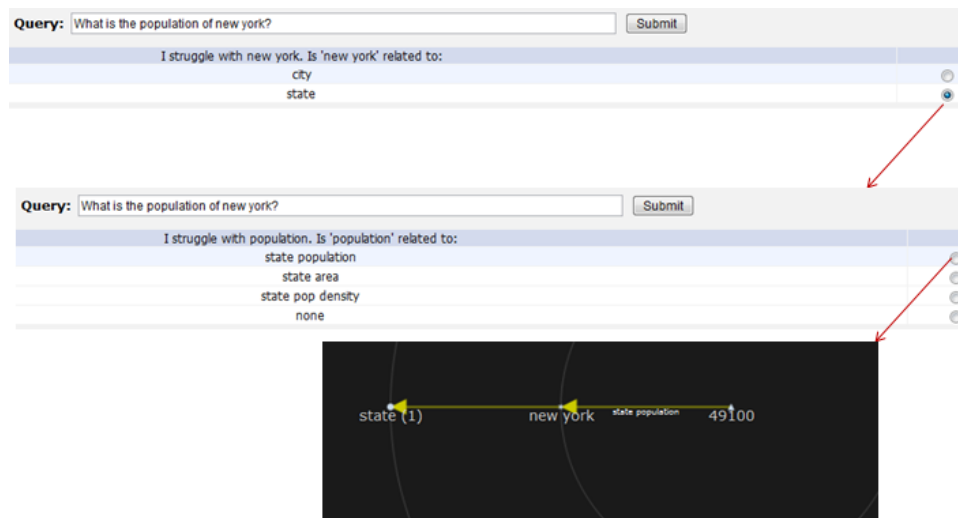 Query: What is the population of new york? Submit
I struggle with new york. Is 'new york' related to:
city
state
Query: What is the population of new york? Submit
I struggle with population. Is 'population' related to:
state population
state area
state pop density
none
state (1) new york state population 49100